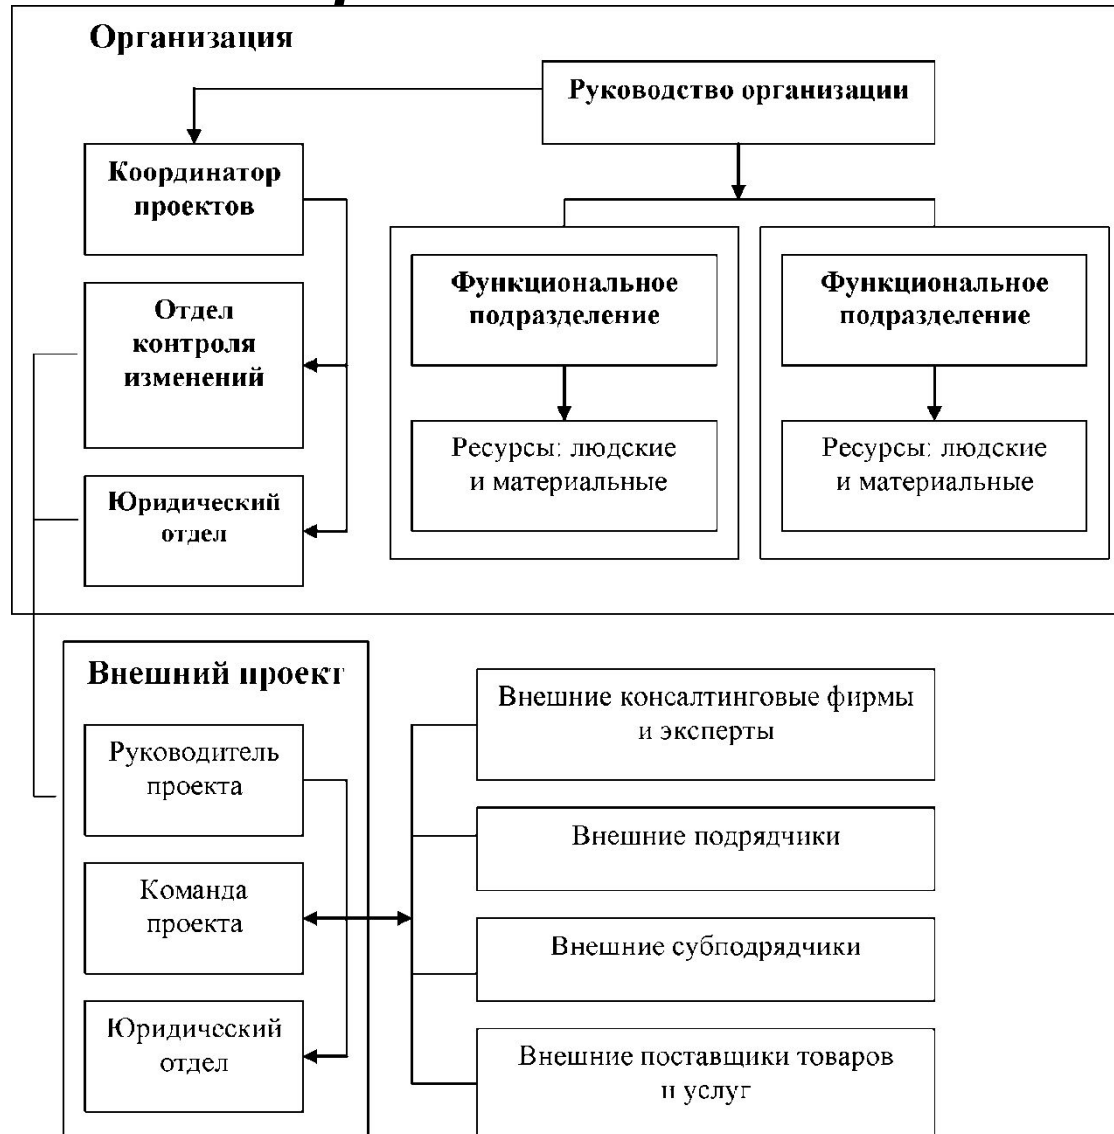 Организация
Руководство организации
Координатор
проектов
Функциональное
подразделение
Функциональное
подразделение
Отдел
контроля
изменений
Ресурсы: людские
и материальные
Ресурсы: людские
и материальные
Юридический
отдел
Внешний проект
Руководитель
проекта
Команда
проекта
Юридический
отдел
Внешние консалтинговые фирмы
и эксперты
Внешние подрядчики
Внешние субподрядчики
Внешние поставщики товаров
и услуг